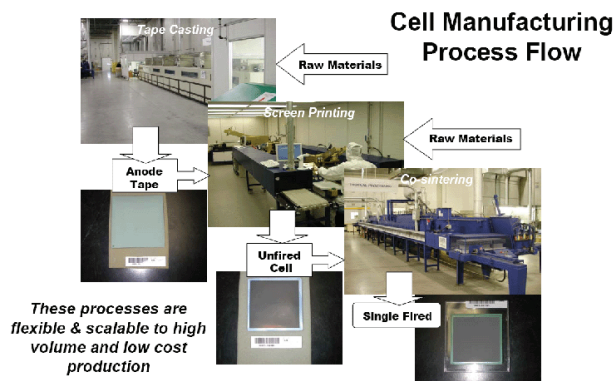 Cell Manufacturing
Process Flow
Tape Casting
Raw Materials
Screen Printing
Raw Materials
Anode
Tape
Co-sintering
Unfired
Cell
These processes are
flexible & scalable to high
volume and low cost
production
Single Fired